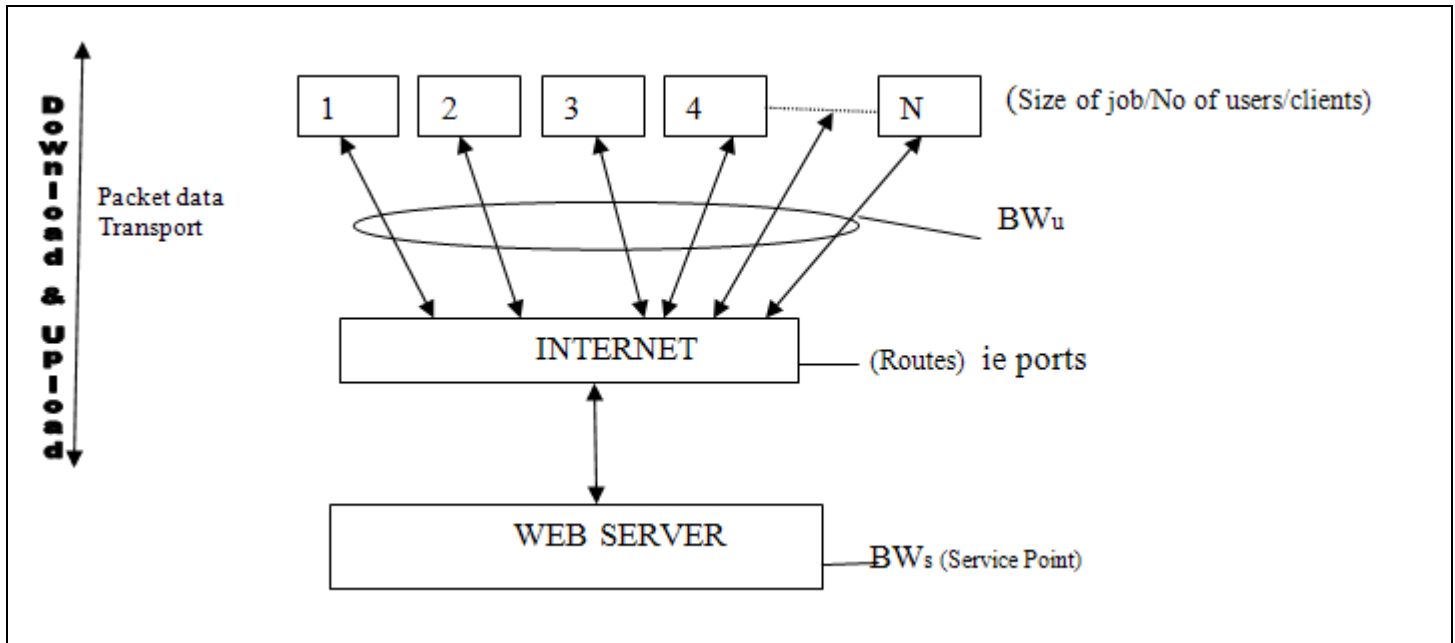 1 2 3 4 N (Size of job/No of users/clients)
Download & Upload
Packet data
Transport
BWu
INTERNET
(Routes) ie ports
WEB SERVER
BWs (Service Point)